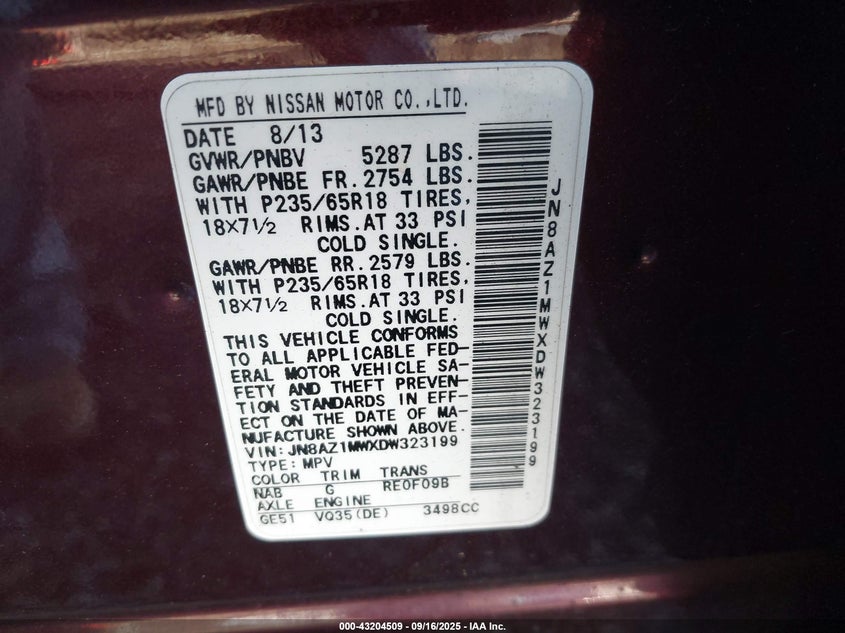 MFD BY NISSAN MOTOR CO.,LTD.
DATE 8/13
GVWR/PNBV 5287 LBS.
GAWR/PNBE FR. 2754 LBS.
WITH P235/65R18 TIRES,
18X7 1/2 RIMS. AT 33 PSI
COLD SINGLE.
GAWR/PNBE RR. 2579 LBS.
WITH P235/65R18 TIRES,
18X7 1/2 RIMS. AT 33 PSI
COLD SINGLE.
THIS VEHICLE CONFORMS
TO ALL APPLICABLE FED-
ERAL MOTOR VEHICLE SA-
FETY AND THEFT PREVEN-
TION STANDARDS IN EFF-
ECT ON THE DATE OF MA-
NUFACTURE SHOWN ABOVE.
VIN: JN8AZ1MWXDW323199
TYPE: MPV
COLOR TRIM TRANS
NAB G RE0F09B
AXLE ENGINE
GE51 VQ35(DE) 3498CC
JN8AZ1MWXDW323199
000-43204509 - 09/16/2025 - IAA Inc.